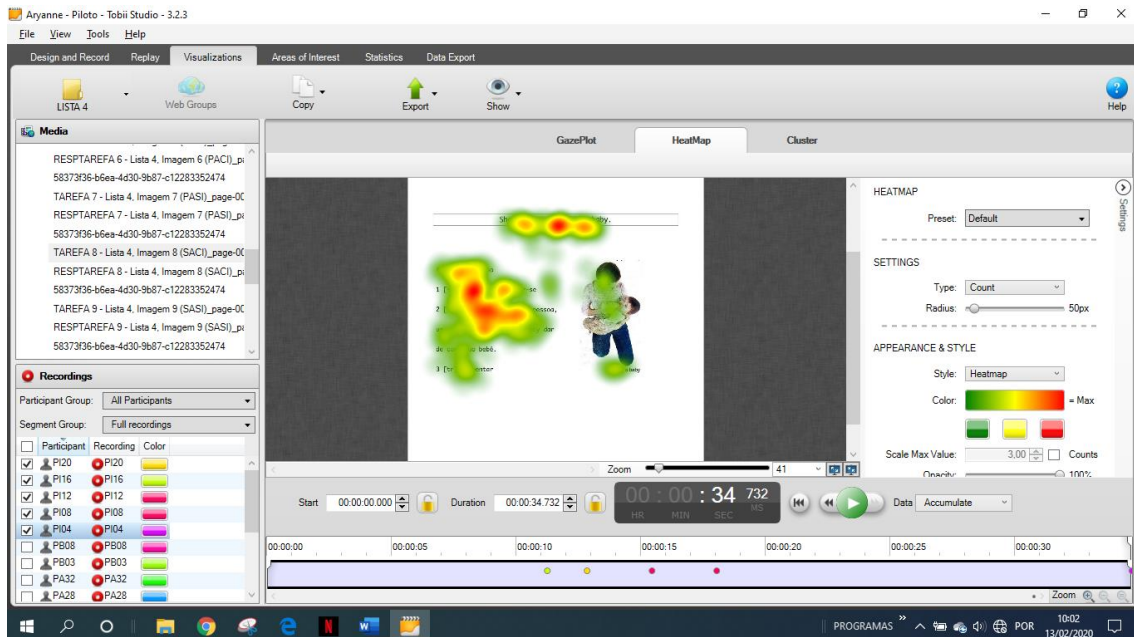 Aryanne - Piloto - Tobii Studio - 3.2.3
File View Tools Help
Design and Record Replay Visualizations Areas of Interest Statistics Data Export
LISTA 4 Web Groups Copy Export Show Help
Media
GazePlot HeatMap Cluster
RESPTAREFA 6 - Lista 4, Imagem 6 (PACI)_pa
58373f36-b6ea-4d30-9b87-c12283352474
TAREFA 7 - Lista 4, Imagem 7 (PASI)_page-00
RESPTAREFA 7 - Lista 4, Imagem 7 (PASI)_pa
58373f36-b6ea-4d30-9b87-c12283352474
TAREFA 8 - Lista 4, Imagem 8 (SACI)_page-00
RESPTAREFA 8 - Lista 4, Imagem 8 (SACI)_pa
58373f36-b6ea-4d30-9b87-c12283352474
TAREFA 9 - Lista 4, Imagem 9 (SASI)_page-00
RESPTAREFA 9 - Lista 4, Imagem 9 (SASI)_pa
58373f36-b6ea-4d30-9b87-c12283352474
1 [
2 [
bebê.
3 [
HEATMAP
Preset: Default
SETTINGS
Type: Count
Radius: 50px
APPEARANCE & STYLE
Style: Heatmap
Color: = Max
Scale Max Value: 3,00 Counts
Opacity: 100%
Settings
Recordings
Participant Group: All Participants
Segment Group: Full recordings
Participant Recording Color
PI20 PI20
PI16 PI16
PI12 PI12
PI08 PI08
PI04 PI04
PB08 PB08
PB03 PB03
PA32 PA32
PA28 PA28
Zoom 41
Start 00:00:00.000 Duration 00:00:34.732 00 : 00 : 34 732 Data Accumulate
HR MIN SEC MS
00:00:00 00:00:05 00:00:10 00:00:15 00:00:20 00:00:25 00:00:30
Zoom
PROGRAMAS POR 10:02
13/02/2020